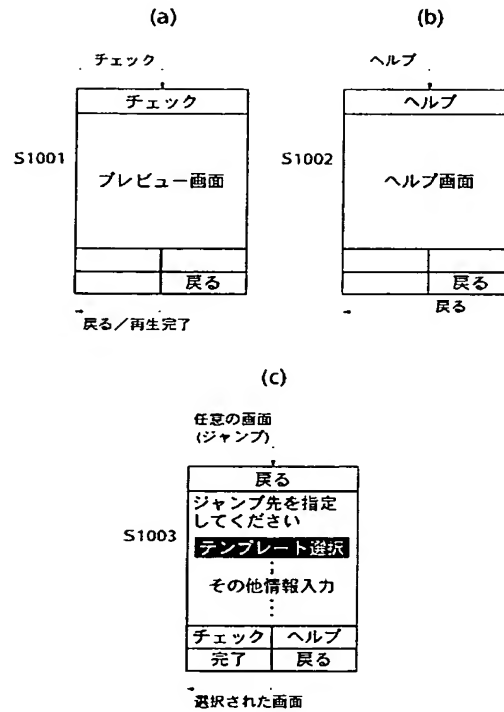 (a)
チェック
チェック
S1001
プレビュー画面
戻る
戻る/再生完了
(b)
ヘルプ
ヘルプ
S1002
ヘルプ画面
戻る
戻る
(c)
任意の画面
(ジャンプ)
戻る
ジャンプ先を指定
してください
S1003
テンプレート選択
その他情報入力
チェック ヘルプ
完了 戻る
選択された画面